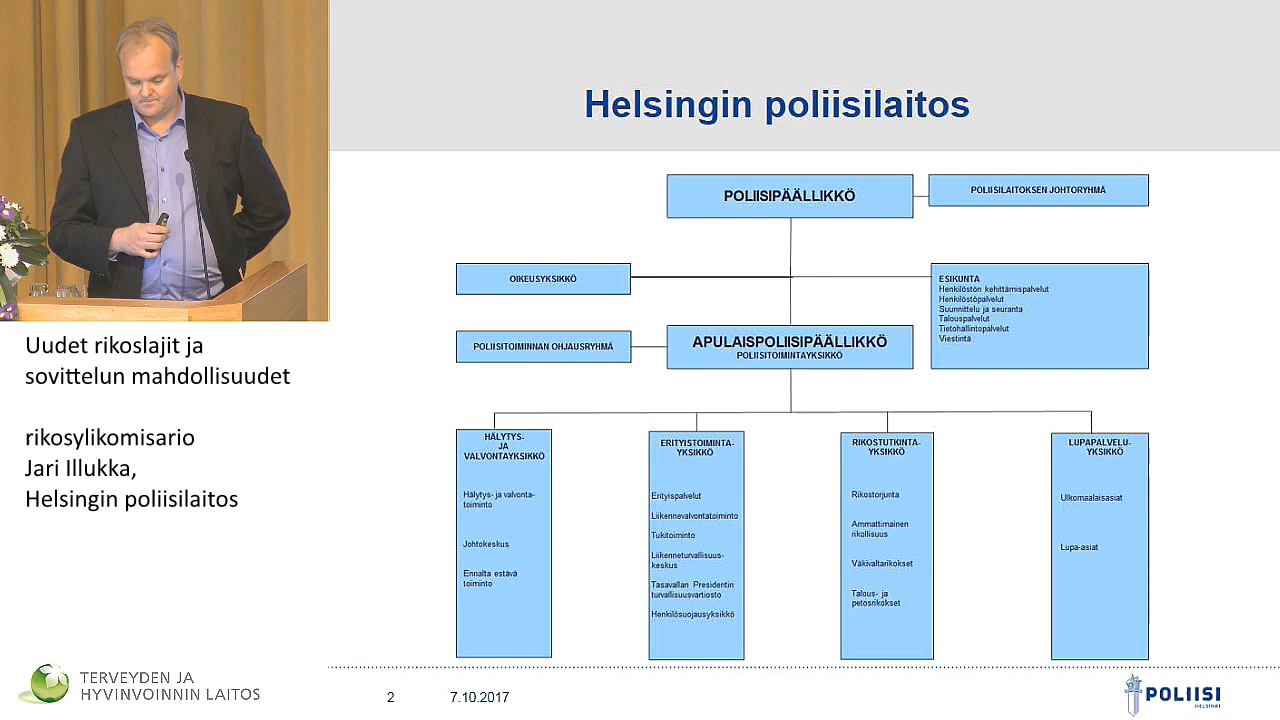 Helsingin poliisilaitos
POLIISIPÄÄLLIKKÖ
POLIISILAITOKSEN JOHTORYHMÄ
OIKEUSYKSIKKÖ
ESIKUNTA
Henkilöstön kehittämispalvelut
Henkilöstöpalvelut
Suunnittelu ja seuranta
Talouspalvelut
Tietohallintopalvelut
Viestintä
POLIISITOIMINNAN OHJAUSRYHMÄ
APULAISPOLIISIPÄÄLLIKKÖ
POLIISITOIMINTAYKSIKKÖ
HÄLYTYS-
JA
VALVONTAYKSIKKÖ
Hälytys- ja valvonta-
toiminto
Johtokeskus
Ennalta estävä
toiminto
ERITYISTOIMINTA-
YKSIKKÖ
Erityispalvelut
Liikennevalvontatoiminto
Tukitoiminto
Liikenneturvallisuus-
keskus
Tasavallan Presidentin
turvallisuusvartiosto
Henkilösuojausyksikkö
RIKOSTUTKINTA-
YKSIKKÖ
Rikostorjunta
Ammattimainen
rikollisuus
Väkivaltarikokset
Talous- ja
petosrikokset
LUPAPALVELU-
YKSIKKÖ
Ulkomaalaisasiat
Lupa-asiat
Uudet rikoslajit ja
sovittelun mahdollisuudet
rikosylikomisario
Jari Illukka,
Helsingin poliisilaitos
TERVEYDEN JA
HYVINVOINNIN LAITOS
2
7.10.2017
POLIISI
HELSINKI